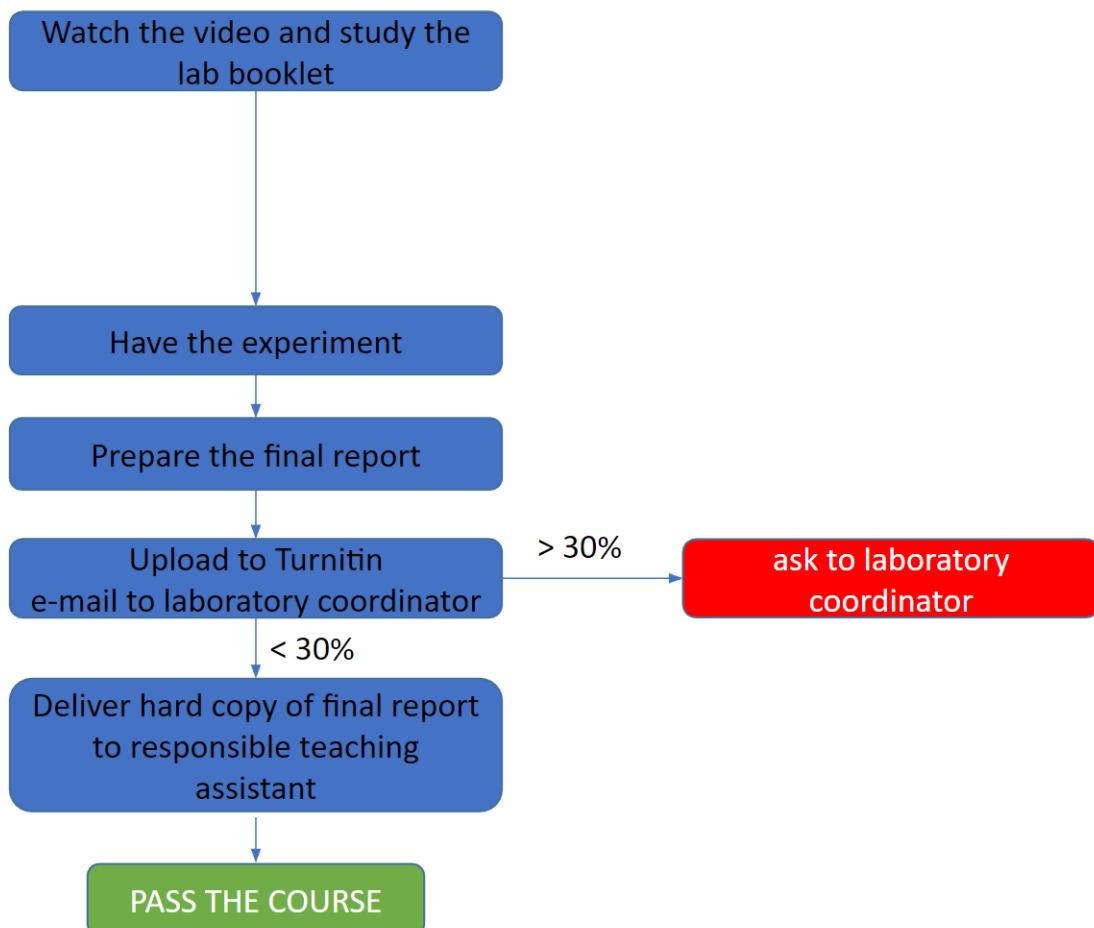 Watch the video and study the
lab booklet
Have the experiment
Prepare the final report
Upload to Turnitin
e-mail to laboratory coordinator
> 30%
ask to laboratory
coordinator
< 30%
Deliver hard copy of final report
to responsible teaching
assistant
PASS THE COURSE